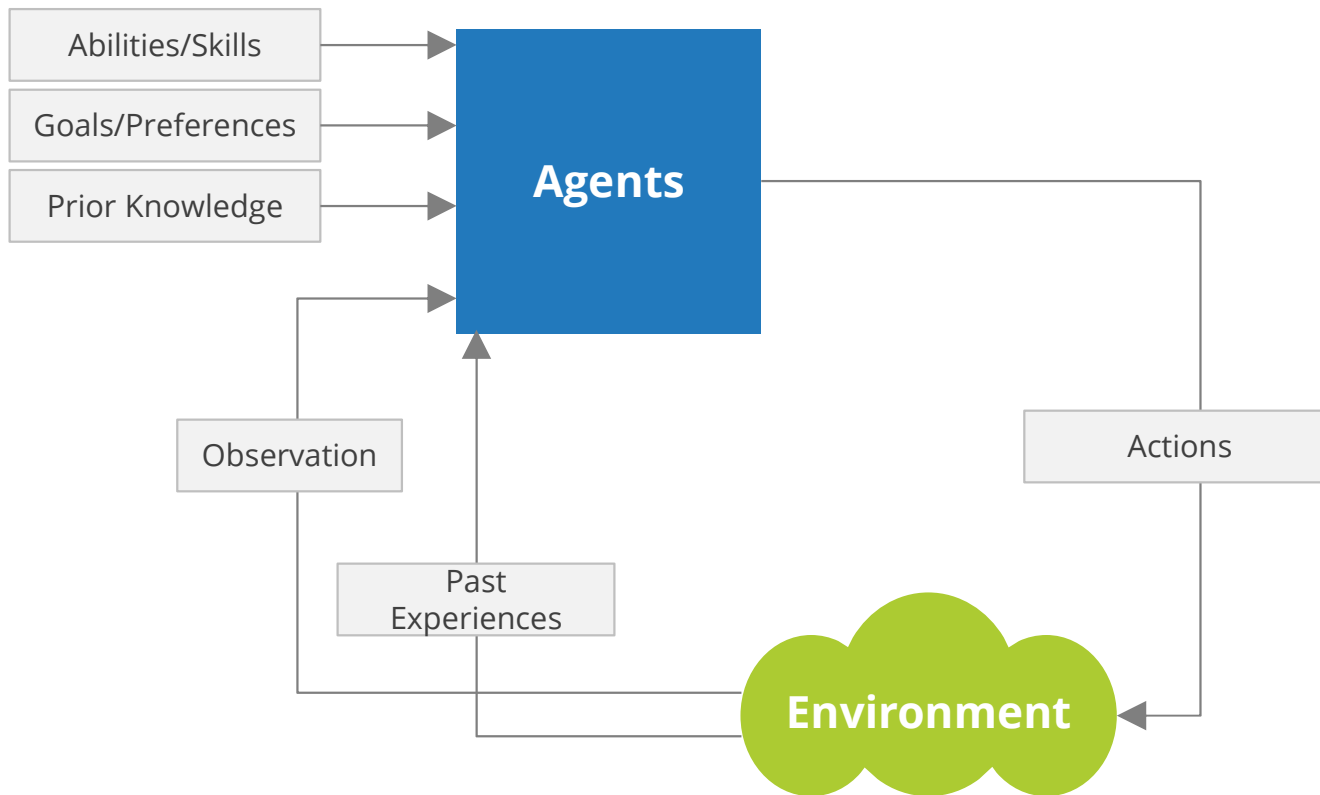 Abilities/Skills
Goals/Preferences
Agents
Prior Knowledge
Observation
Actions
Past
Experiences
Environment